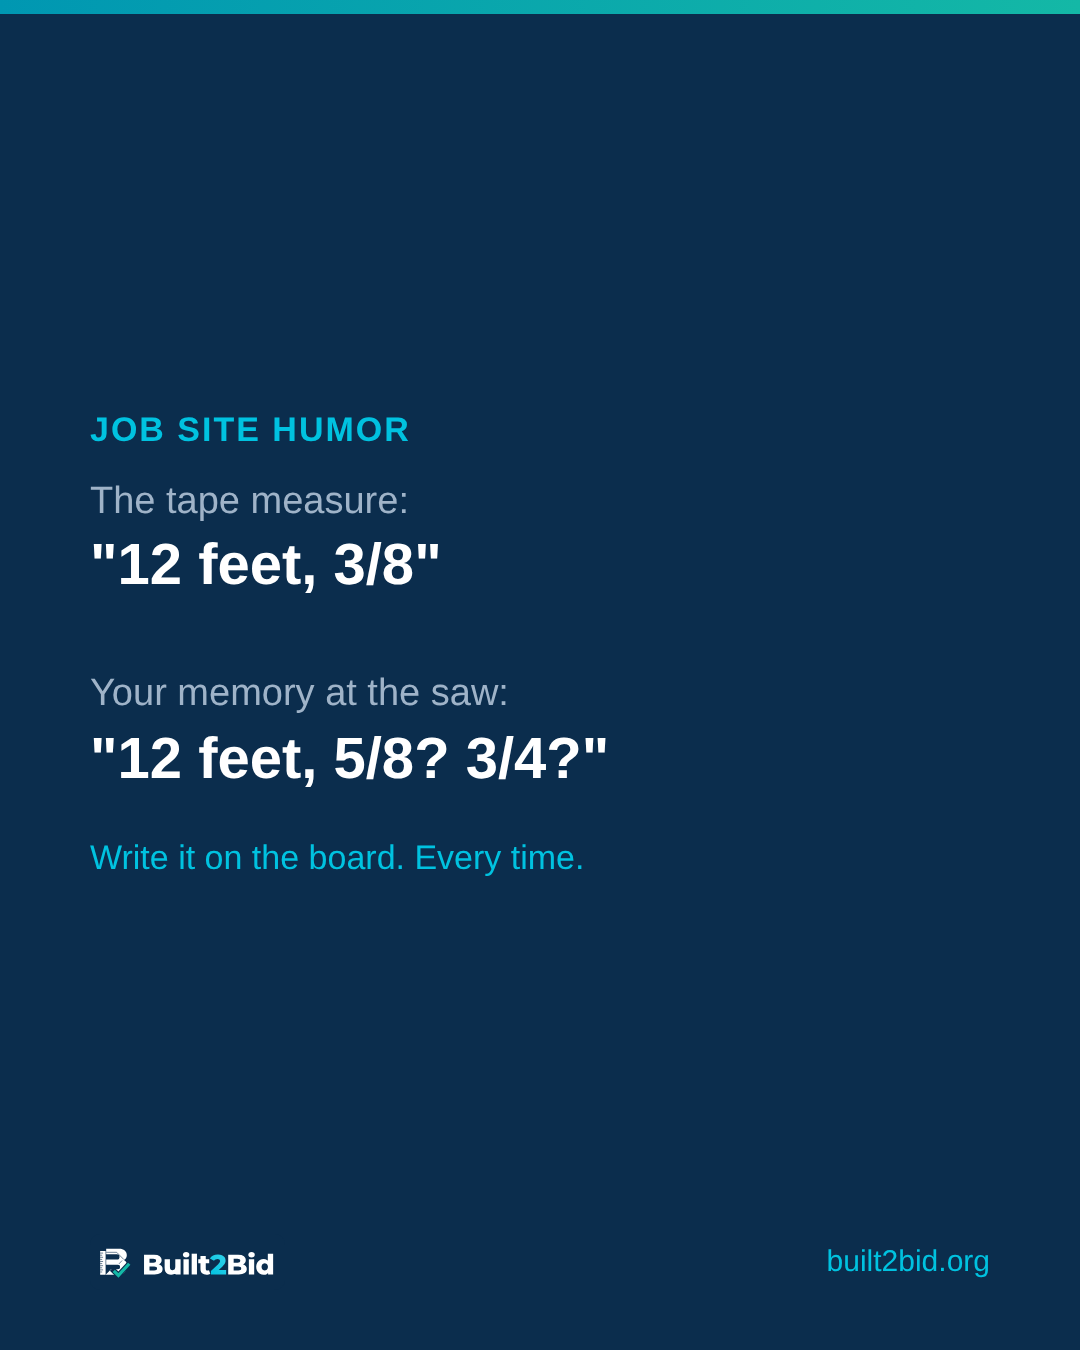 JOB SITE HUMOR
The tape measure:
"12 feet, 3/8"
Your memory at the saw:
"12 feet, 5/8? 3/4?"
Write it on the board. Every time.
Built2Bid
built2bid.org